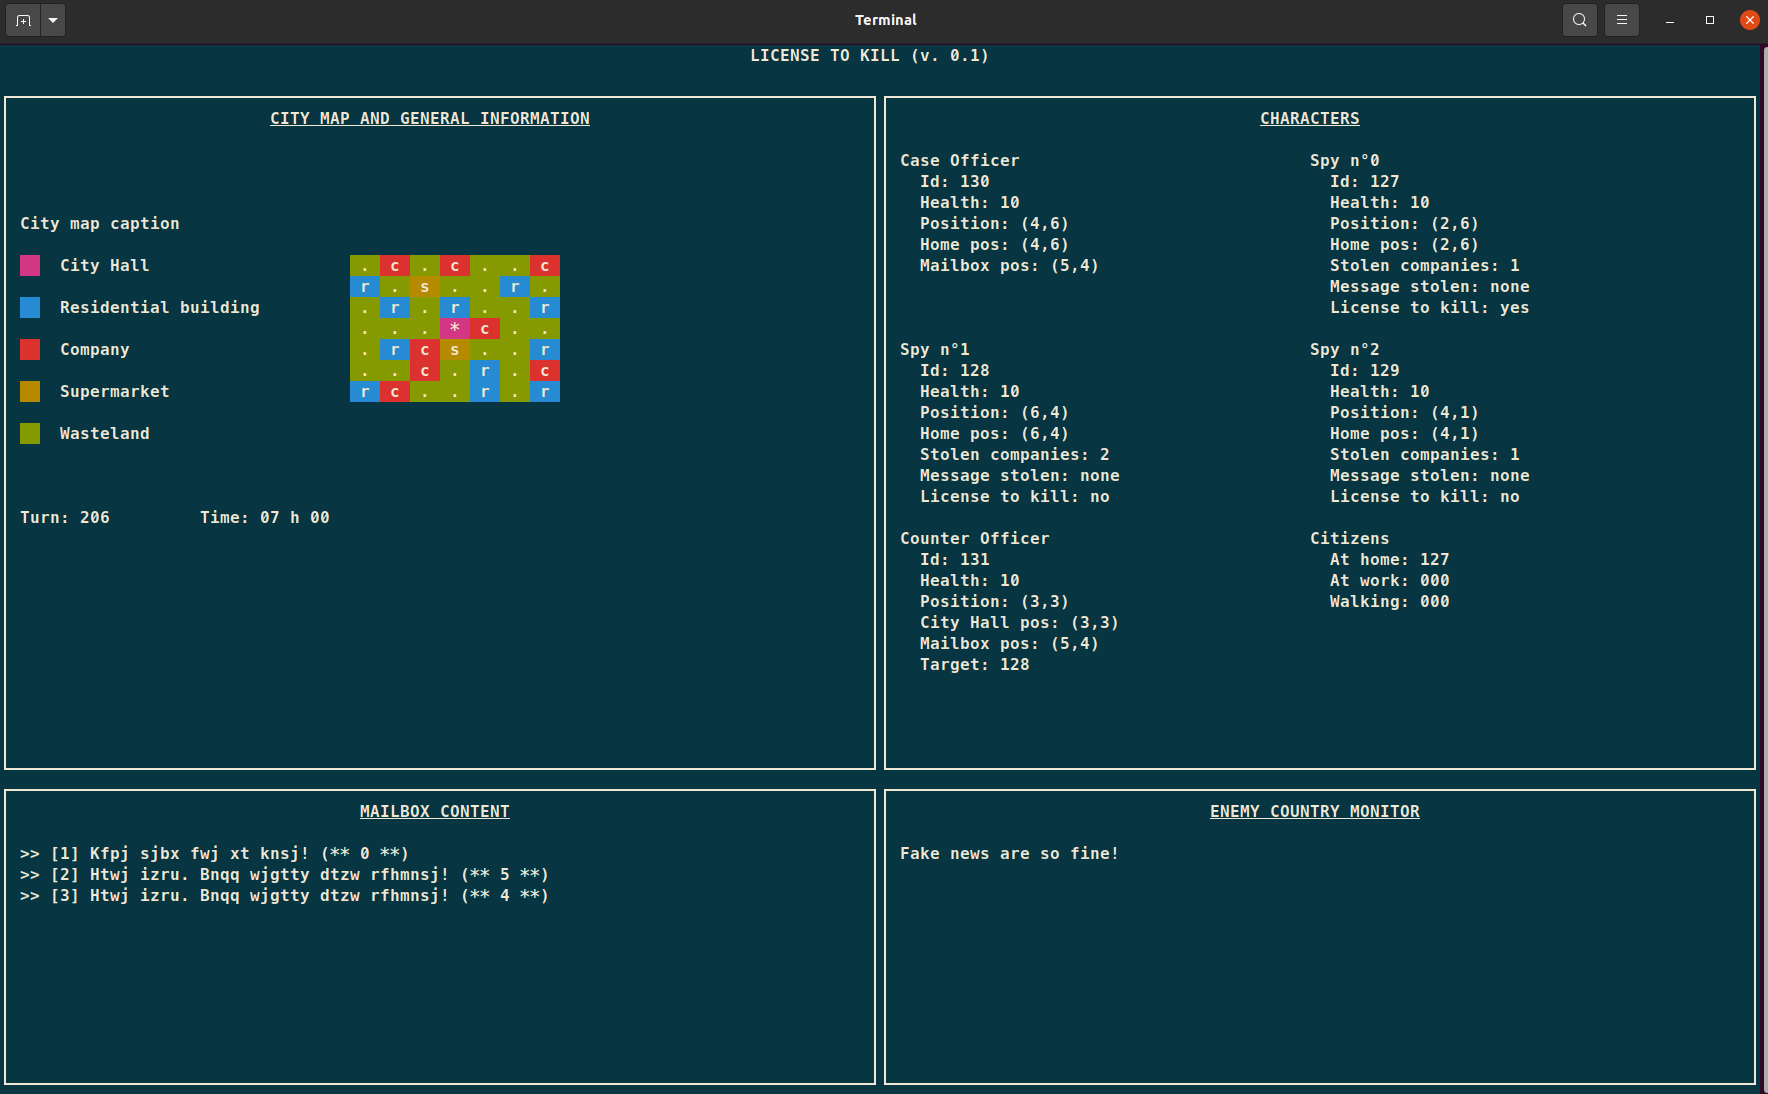 Terminal
LICENSE TO KILL (v. 0.1)
CITY MAP AND GENERAL INFORMATION
City map caption
City Hall
Residential building
Company
Supermarket
Wasteland
. c . c . . c
r . s . . r .
. r . r . . r
. . . * c . .
. r c s . . r
. . c . r . c
r c . . r . r
Turn: 206 Time: 07 h 00
CHARACTERS
Case Officer
Id: 130
Health: 10
Position: (4,6)
Home pos: (4,6)
Mailbox pos: (5,4)
Spy n°0
Id: 127
Health: 10
Position: (2,6)
Home pos: (2,6)
Stolen companies: 1
Message stolen: none
License to kill: yes
Spy n°1
Id: 128
Health: 10
Position: (6,4)
Home pos: (6,4)
Stolen companies: 2
Message stolen: none
License to kill: no
Spy n°2
Id: 129
Health: 10
Position: (4,1)
Home pos: (4,1)
Stolen companies: 1
Message stolen: none
License to kill: no
Counter Officer
Id: 131
Health: 10
Position: (3,3)
City Hall pos: (3,3)
Mailbox pos: (5,4)
Target: 128
Citizens
At home: 127
At work: 000
Walking: 000
MAILBOX CONTENT
>> [1] Kfpj sjbx fwj xt knsj! (** 0 **)
>> [2] Htwj izru. Bnqq wjgtty dtzw rfhmnsj! (** 5 **)
>> [3] Htwj izru. Bnqq wjgtty dtzw rfhmnsj! (** 4 **)
ENEMY COUNTRY MONITOR
Fake news are so fine!